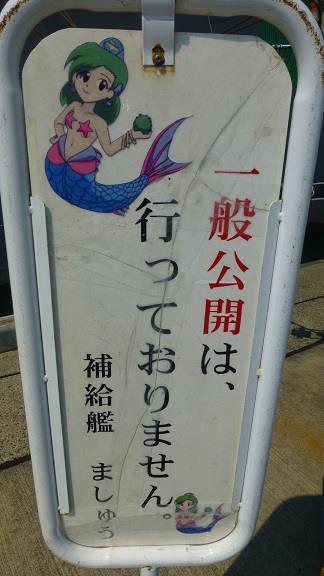 一般公開は、
行っておりません。
補給艦 ましゅう